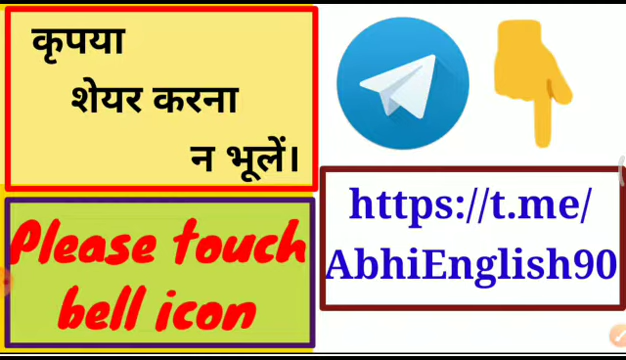 कृपया
शेयर करना
न भूलें।
Please touch
bell icon
https://t.me/
AbhiEnglish90